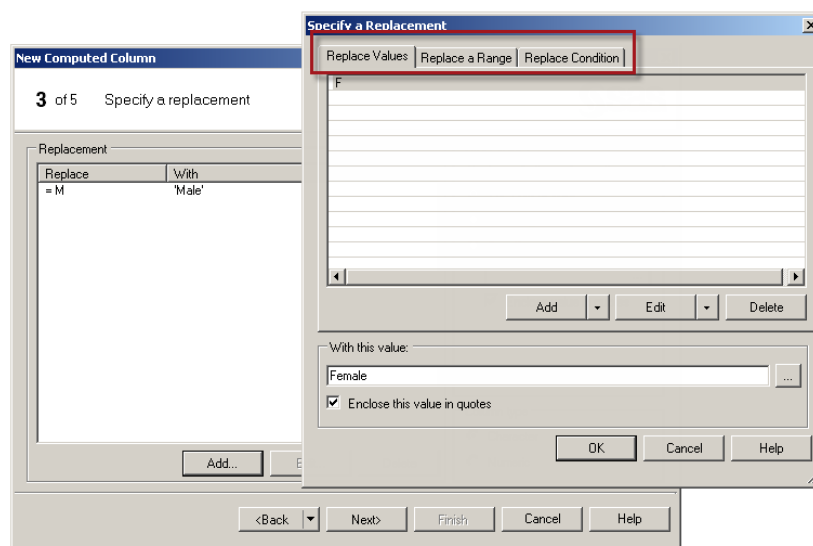 Specify a Replacement
Replace Values Replace a Range Replace Condition
F
Add Edit Delete
With this value:
Female
...
Enclose this value in quotes
OK Cancel Help
New Computed Column
3 of 5 Specify a replacement
Replacement
Replace With
= M 'Male'
Add...
<Back Next> Finish Cancel Help